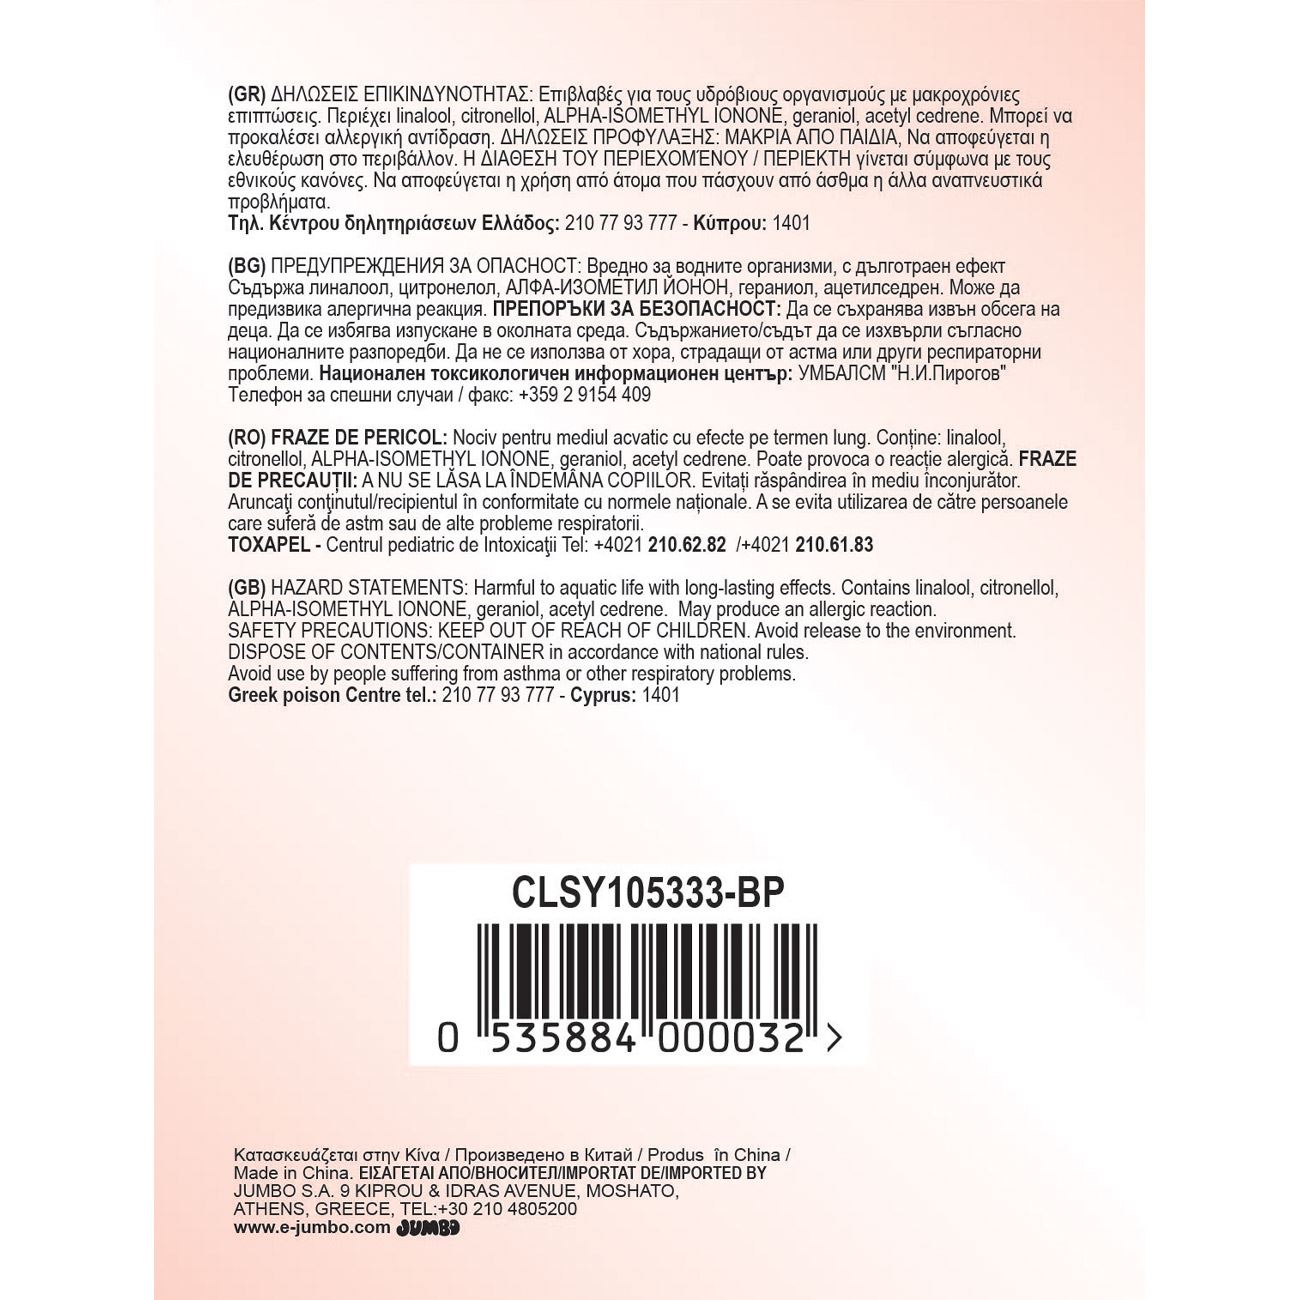 (GR) ΔΗΛΩΣΕΙΣ ΕΠΙΚΙΝΔΥΝΟΤΗΤΑΣ: Επιβλαβές για τους υδρόβιους οργανισμούς με μακροχρόνιες
επιπτώσεις. Περιέχει linalool, citronellol, ALPHA-ISOMETHYL IONONE, geraniol, acetyl cedrene. Μπορεί να
προκαλέσει αλλεργική αντίδραση. ΔΗΛΩΣΕΙΣ ΠΡΟΦΥΛΑΞΗΣ: ΜΑΚΡΙΑ ΑΠΟ ΠΑΙΔΙΑ, Να αποφεύγεται η
ελευθέρωση στο περιβάλλον. Η ΔΙΑΘΕΣΗ ΤΟΥ ΠΕΡΙΕΧΟΜΈΝΟΥ / ΠΕΡΙΕΚΤΗ γίνεται σύμφωνα με τους
εθνικούς κανόνες. Να αποφεύγεται η χρήση από άτομα που πάσχουν από άσθμα η άλλα αναπνευστικά
προβλήματα.
Τηλ. Κέντρου δηλητηριάσεων Ελλάδος: 210 77 93 777 - Κύπρου: 1401
(BG) ПРЕДУПРЕЖДЕНИЯ ЗА ОПАСНОСТ: Вредно за водните организми, с дълготраен ефект
Съдържа линалоол, цитронелол, АЛФА-ИЗОМЕТИЛ ЙОНОН, гераниол, ацетилседрен. Може да
предизвика алергична реакция. ПРЕПОРЪКИ ЗА БЕЗОПАСНОСТ: Да се съхранява извън обсега на
деца. Да се избягва изпускане в околната среда. Съдържанието/съдът да се изхвърли съгласно
националните разпоредби. Да не се използва от хора, страдащи от астма или други респираторни
проблеми. Национален токсикологичен информационен център: УМБАЛСМ "Н.И.Пирогов"
Телефон за спешни случаи / факс: +359 2 9154 409
(RO) FRAZE DE PERICOL: Nociv pentru mediul acvatic cu efecte pe termen lung. Conține: linalool,
citronellol, ALPHA-ISOMETHYL IONONE, geraniol, acetyl cedrene. Poate provoca o reacție alergică. FRAZE
DE PRECAUȚII: A NU SE LĂSA LA ÎNDEMÂNA COPIILOR. Evitați răspândirea în mediu înconjurător.
Aruncaţi conţinutul/recipientul în conformitate cu normele naționale. A se evita utilizarea de către persoanele
care suferă de astm sau de alte probleme respiratorii.
TOXAPEL - Centrul pediatric de Intoxicaţii Tel: +4021 210.62.82 /+4021 210.61.83
(GB) HAZARD STATEMENTS: Harmful to aquatic life with long-lasting effects. Contains linalool, citronellol,
ALPHA-ISOMETHYL IONONE, geraniol, acetyl cedrene. May produce an allergic reaction.
SAFETY PRECAUTIONS: KEEP OUT OF REACH OF CHILDREN. Avoid release to the environment.
DISPOSE OF CONTENTS/CONTAINER in accordance with national rules.
Avoid use by people suffering from asthma or other respiratory problems.
Greek poison Centre tel.: 210 77 93 777 - Cyprus: 1401
CLSY105333-BP
0 535884 000032 >
Κατασκευάζεται στην Κίνα / Произведено в Китай / Produs în China /
Made in China. ΕΙΣΑΓΕΤΑΙ ΑΠΟ/ВНОСИТЕЛ/IMPORTAT DE/IMPORTED BY
JUMBO S.A. 9 KIPROU & IDRAS AVENUE, MOSHATO,
ATHENS, GREECE, TEL:+30 210 4805200
www.e-jumbo.com JUMBO